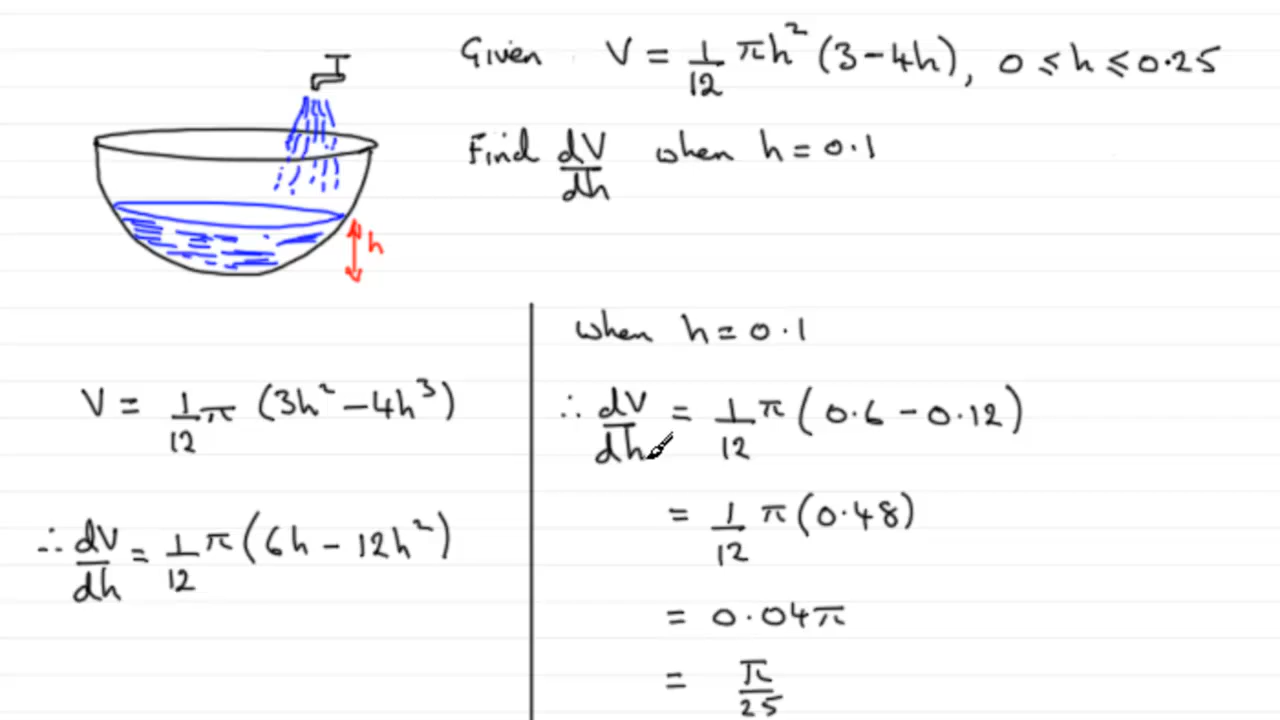 Given V = 1/12 πh² (3 − 4h), 0 ⩽ h ⩽ 0.25
Find dV/dh when h = 0.1
h
V = 1/12 π (3h² − 4h³)
∴ dV/dh = 1/12 π (6h − 12h²)
when h = 0.1
∴ dV/dh = 1/12 π (0.6 − 0.12)
= 1/12 π (0.48)
= 0.04π
= π/25